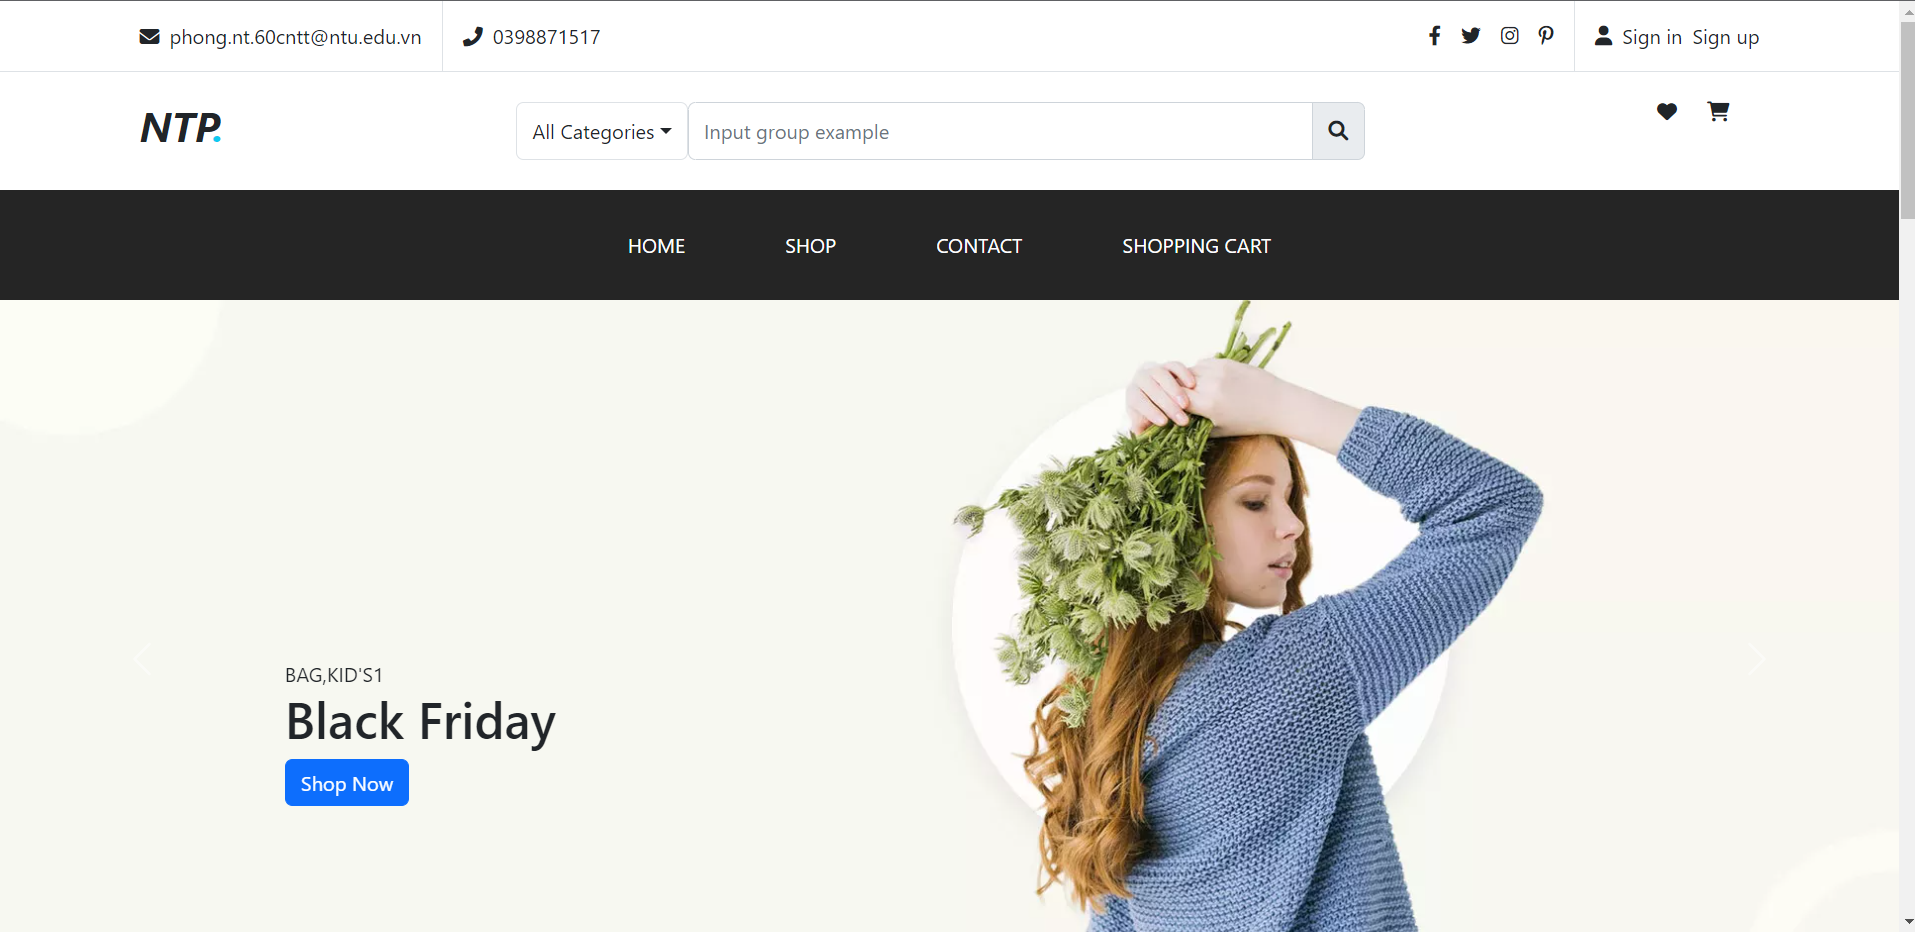 phong.nt.60cntt@ntu.edu.vn 0398871517 Sign in Sign up
NTP. All Categories Input group example
HOME SHOP CONTACT SHOPPING CART
BAG,KID'S1
Black Friday
Shop Now